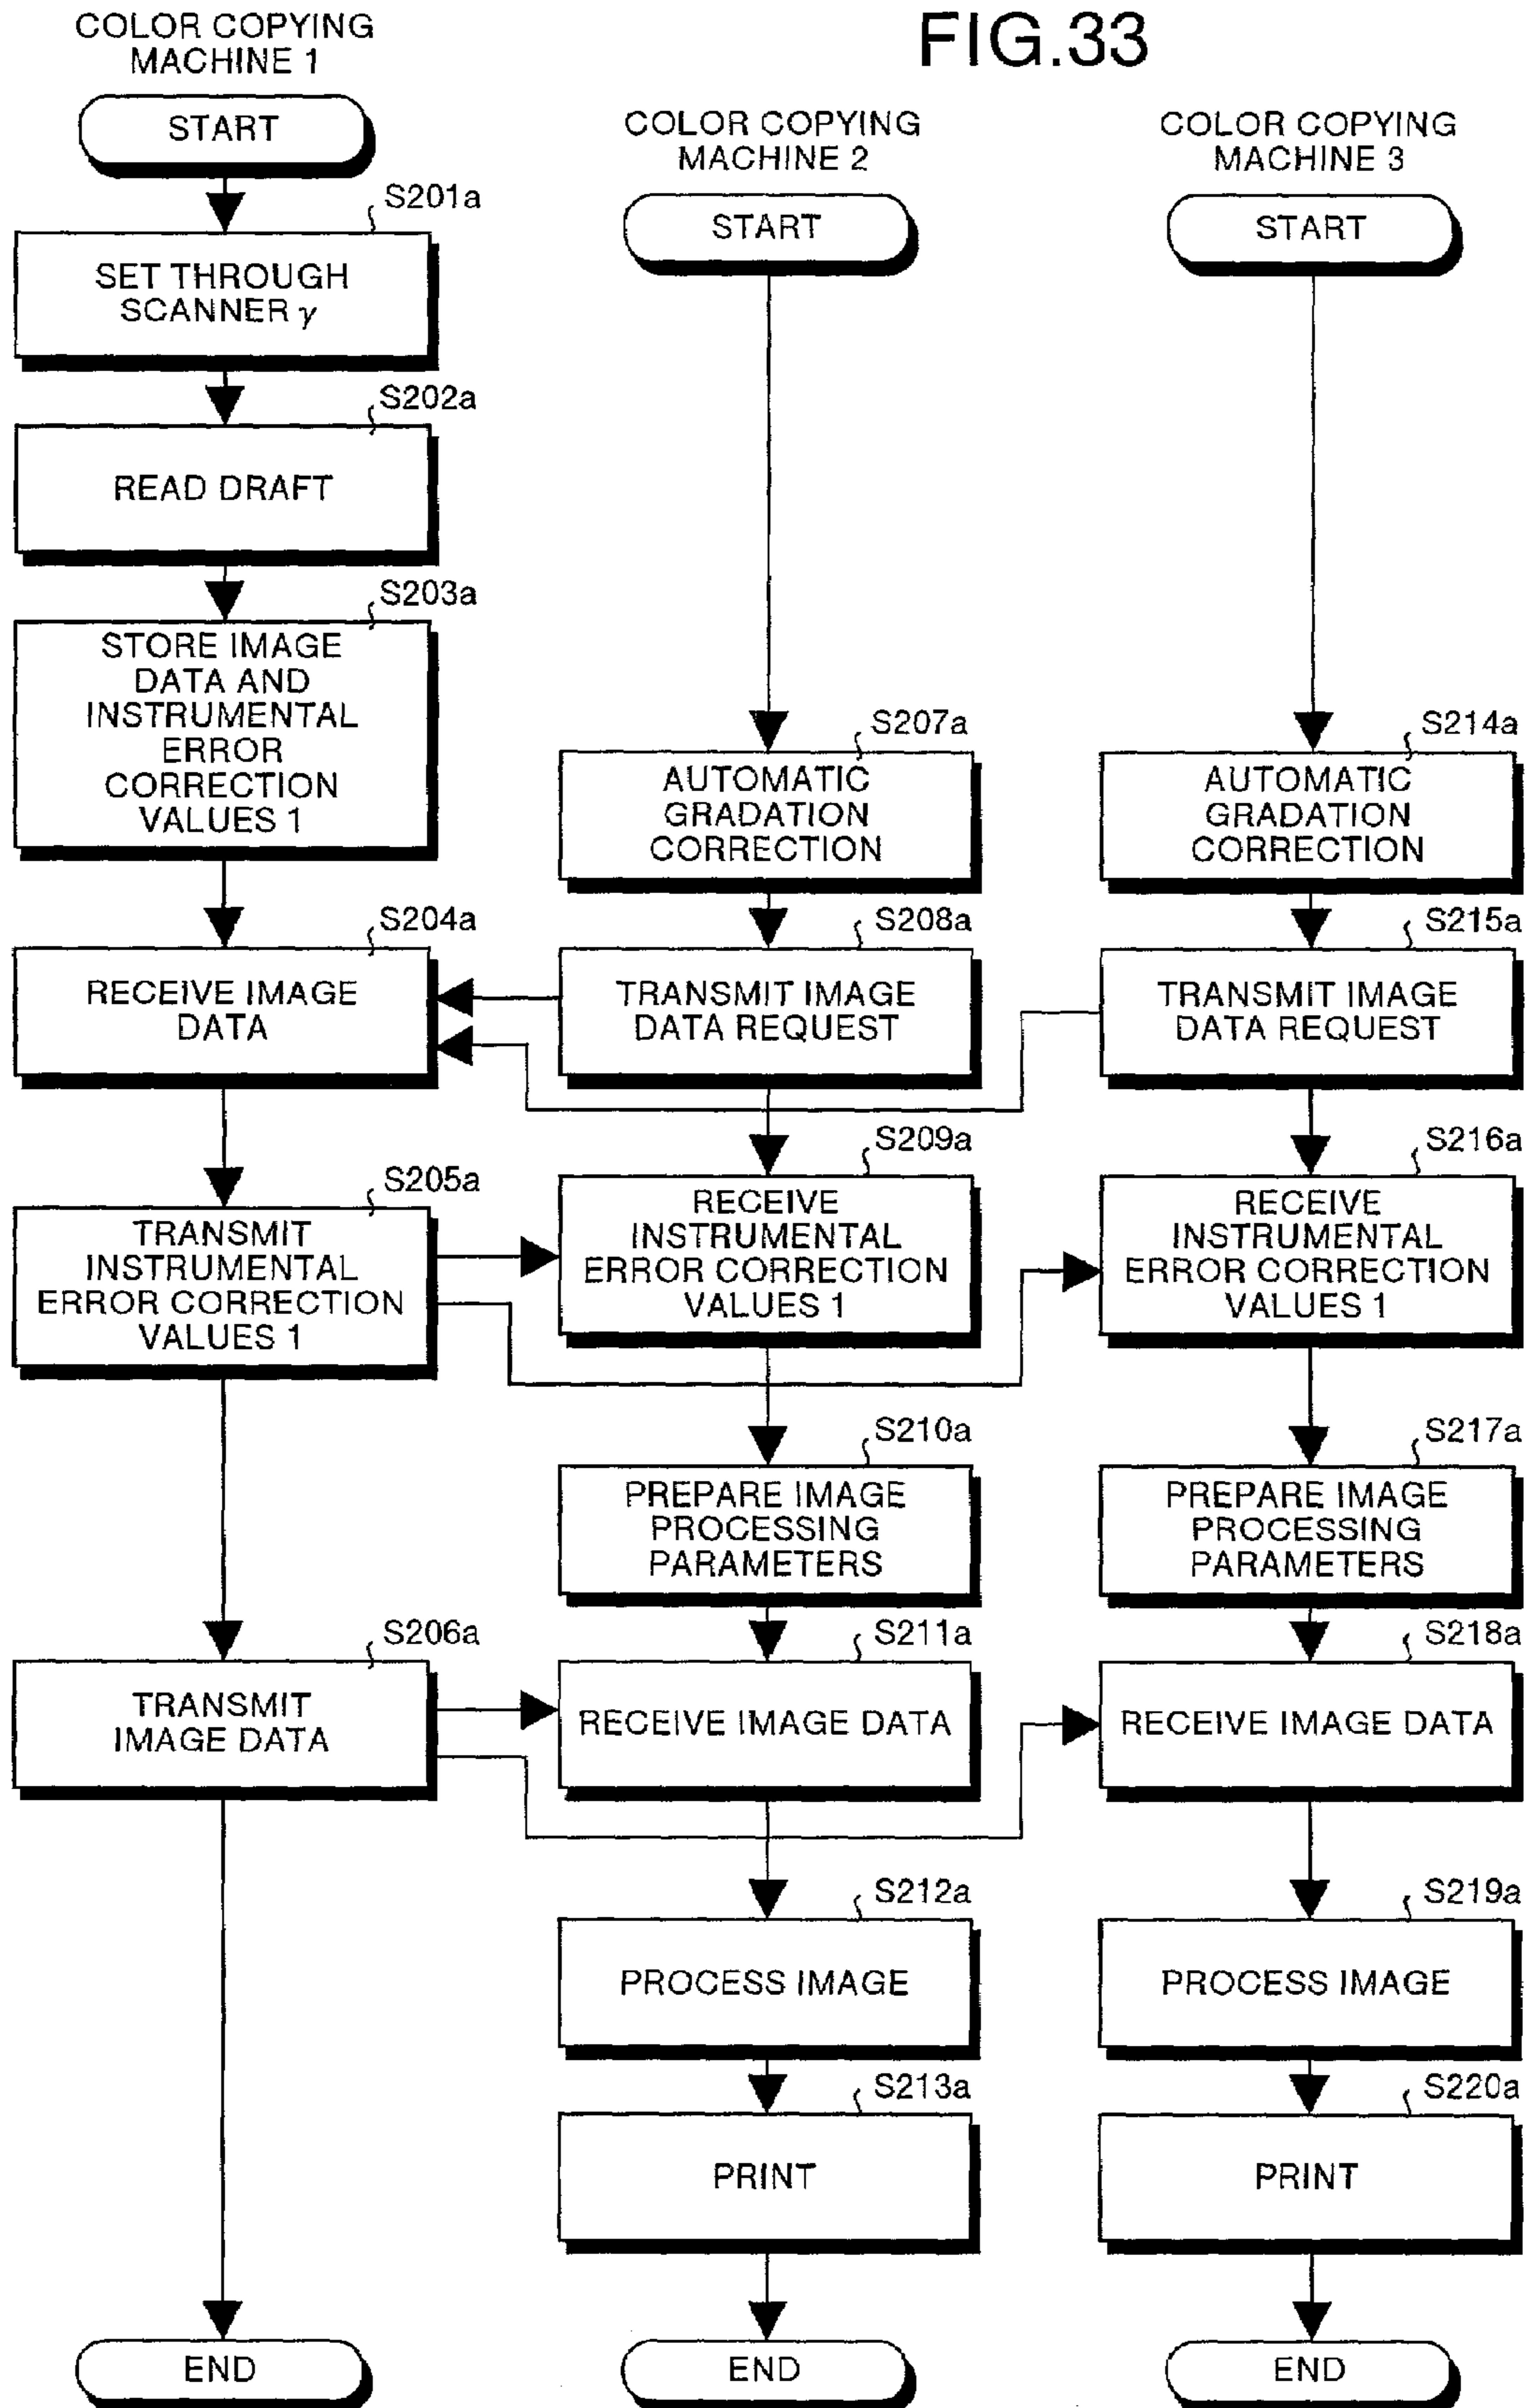 FIG.33
COLOR COPYING
MACHINE 1
START
S201a
SET THROUGH
SCANNER γ
S202a
READ DRAFT
S203a
STORE IMAGE
DATA AND
INSTRUMENTAL
ERROR
CORRECTION
VALUES 1
S204a
RECEIVE IMAGE
DATA
S205a
TRANSMIT
INSTRUMENTAL
ERROR CORRECTION
VALUES 1
S206a
TRANSMIT
IMAGE DATA
END
COLOR COPYING
MACHINE 2
START
S207a
AUTOMATIC
GRADATION
CORRECTION
S208a
TRANSMIT IMAGE
DATA REQUEST
S209a
RECEIVE
INSTRUMENTAL
ERROR CORRECTION
VALUES 1
S210a
PREPARE IMAGE
PROCESSING
PARAMETERS
S211a
RECEIVE IMAGE DATA
S212a
PROCESS IMAGE
S213a
PRINT
END
COLOR COPYING
MACHINE 3
START
S214a
AUTOMATIC
GRADATION
CORRECTION
S215a
TRANSMIT IMAGE
DATA REQUEST
S216a
RECEIVE
INSTRUMENTAL
ERROR CORRECTION
VALUES 1
S217a
PREPARE IMAGE
PROCESSING
PARAMETERS
S218a
RECEIVE IMAGE DATA
S219a
PROCESS IMAGE
S220a
PRINT
END